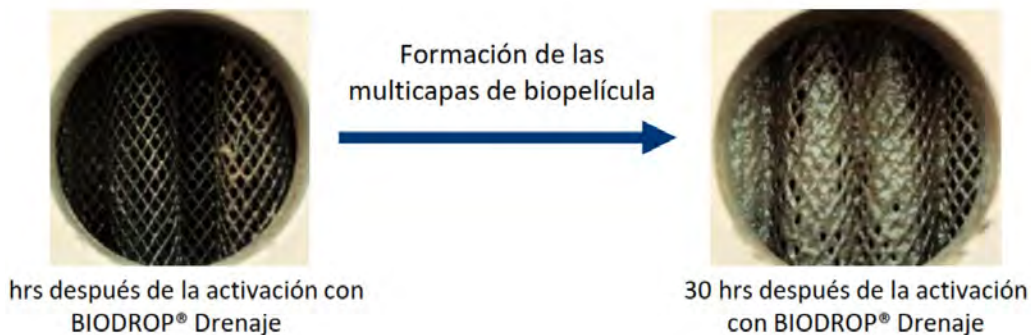 Formación de las
multicapas de biopelícula
hrs después de la activación con
BIODROP® Drenaje
30 hrs después de la activación
con BIODROP® Drenaje